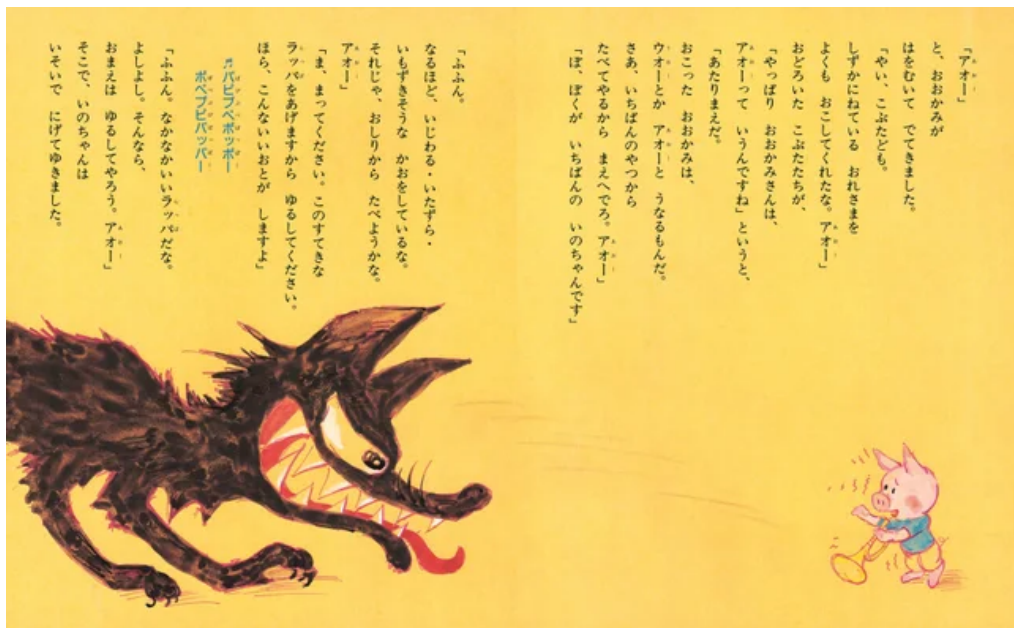 「アオー」
と、おおかみが
はをむいて でてきました。
「やい、こぶたども。
しずかにねている おれさまを
よくも おこしてくれたな。アオー」
おどろいた こぶたたちが、
「やっぱり おおかみさんは、
アオーって いうんですね」というと、
「あたりまえだ。
おこった おおかみは、
ウオーとか アオーと うなるもんだ。
さあ、いちばんのやつから
たべてやるから まえへでろ。アオー」
「ぼ、ぼくが いちばんの いのちゃんです」
「ふふん。
なるほど、いじわる・いたずら・
いもずきそうな かおをしているな。
それじゃ、おしりから たべようかな。
アオー」
「ま、まってください。このすてきな
ラッパをあげますから ゆるしてください。
ほら、こんないいおとが しますよ」
♬パピプペポッポー
ポペプピパッパー
「ふふん。なかなかいいラッパだな。
よしよし。そんなら、
おまえは ゆるしてやろう。アオー」
そこで、いのちゃんは
いそいで にげてゆきました。